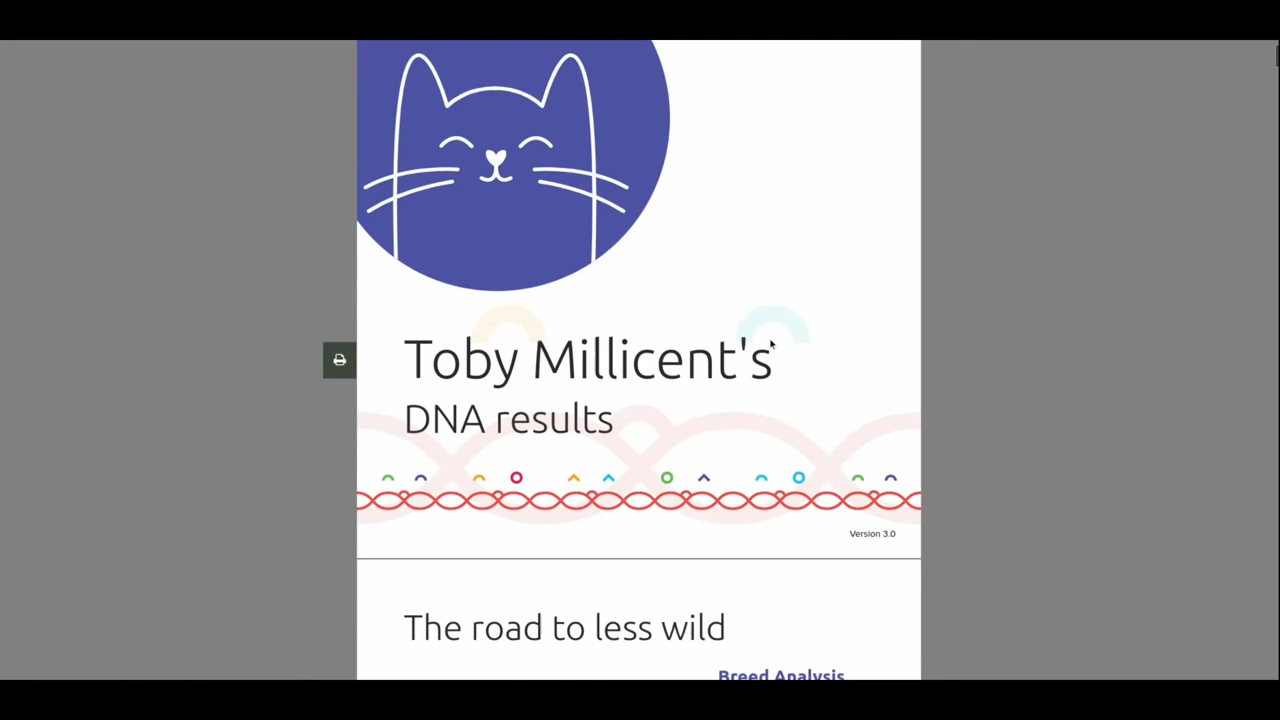 Toby Millicent's
DNA results
Version 3.0
The road to less wild
Breed Analysis